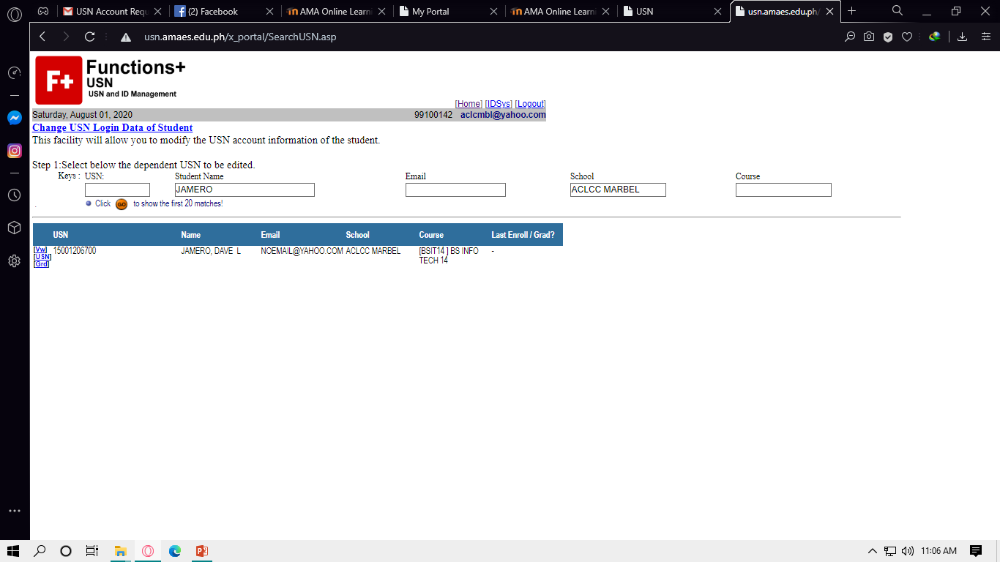 USN Account Requ
(2) Facebook
AMA Online Learni
My Portal
AMA Online Learni
USN
usn.amaes.edu.ph/
usn.amaes.edu.ph/x_portal/SearchUSN.asp
F+
Functions+
USN
USN and ID Management
[Home] [IDSys] [Logout]
Saturday, August 01, 2020 99100142 aclcmbl@yahoo.com
Change USN Login Data of Student
This facility will allow you to modify the USN account information of the student.
Step 1:Select below the dependent USN to be edited.
Keys : USN: Student Name Email School Course
JAMERO ACLCC MARBEL
. Click GO to show the first 20 matches!
USN Name Email School Course Last Enroll / Grad?
[Vw] 15001206700 JAMERO, DAVE L NOEMAIL@YAHOO.COM ACLCC MARBEL [BSIT14 ] BS INFO -
[USN] TECH 14
[Grd]
11:06 AM